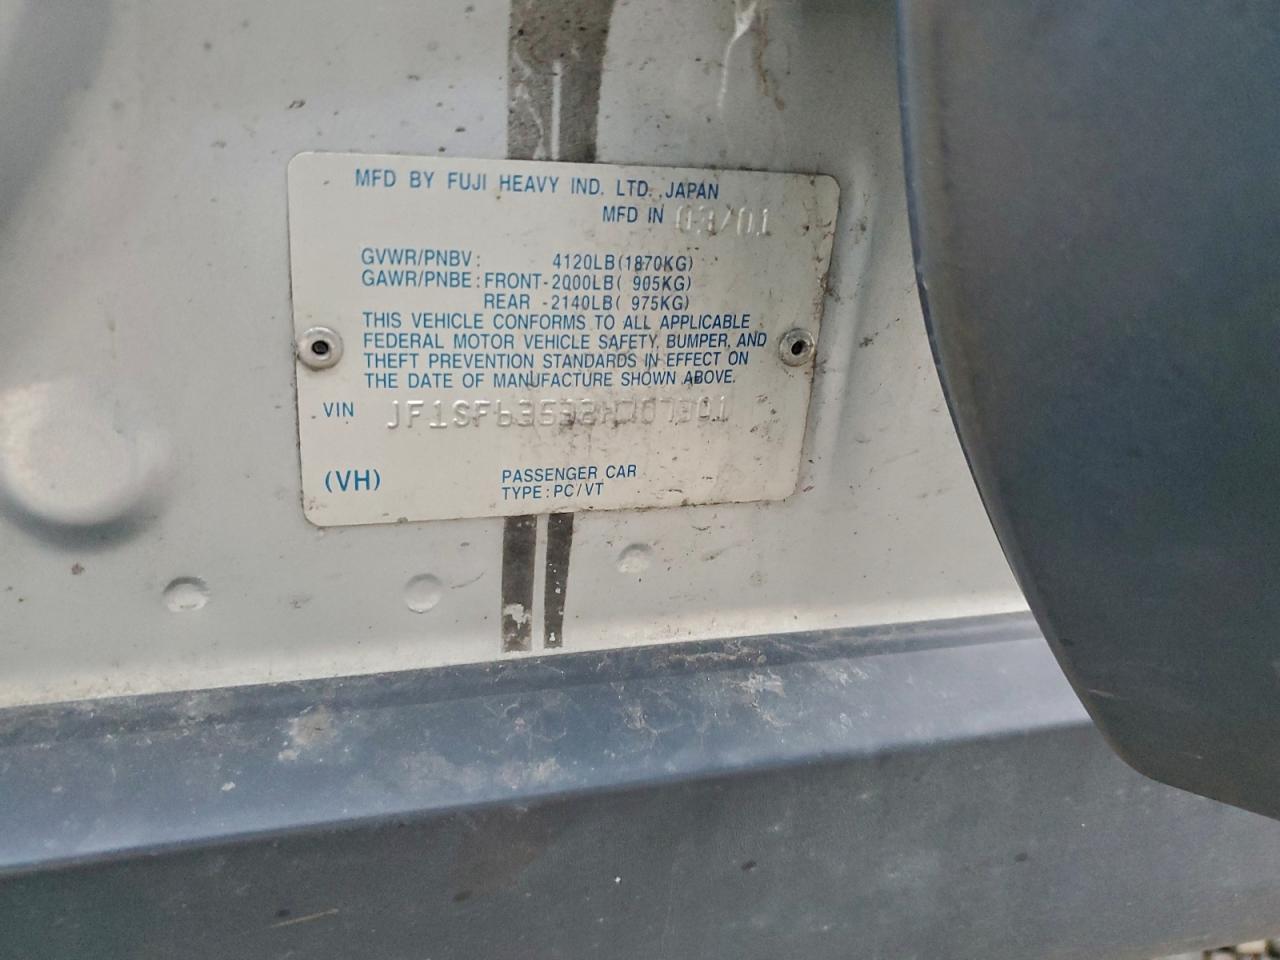 MFD BY FUJI HEAVY IND. LTD. JAPAN
MFD IN 03/01
GVWR/PNBV: 4120LB(1870KG)
GAWR/PNBE: FRONT-2000LB( 905KG)
REAR -2140LB( 975KG)
THIS VEHICLE CONFORMS TO ALL APPLICABLE
FEDERAL MOTOR VEHICLE SAFETY, BUMPER, AND
THEFT PREVENTION STANDARDS IN EFFECT ON
THE DATE OF MANUFACTURE SHOWN ABOVE.
VIN
(VH)
PASSENGER CAR
TYPE: PC/VT